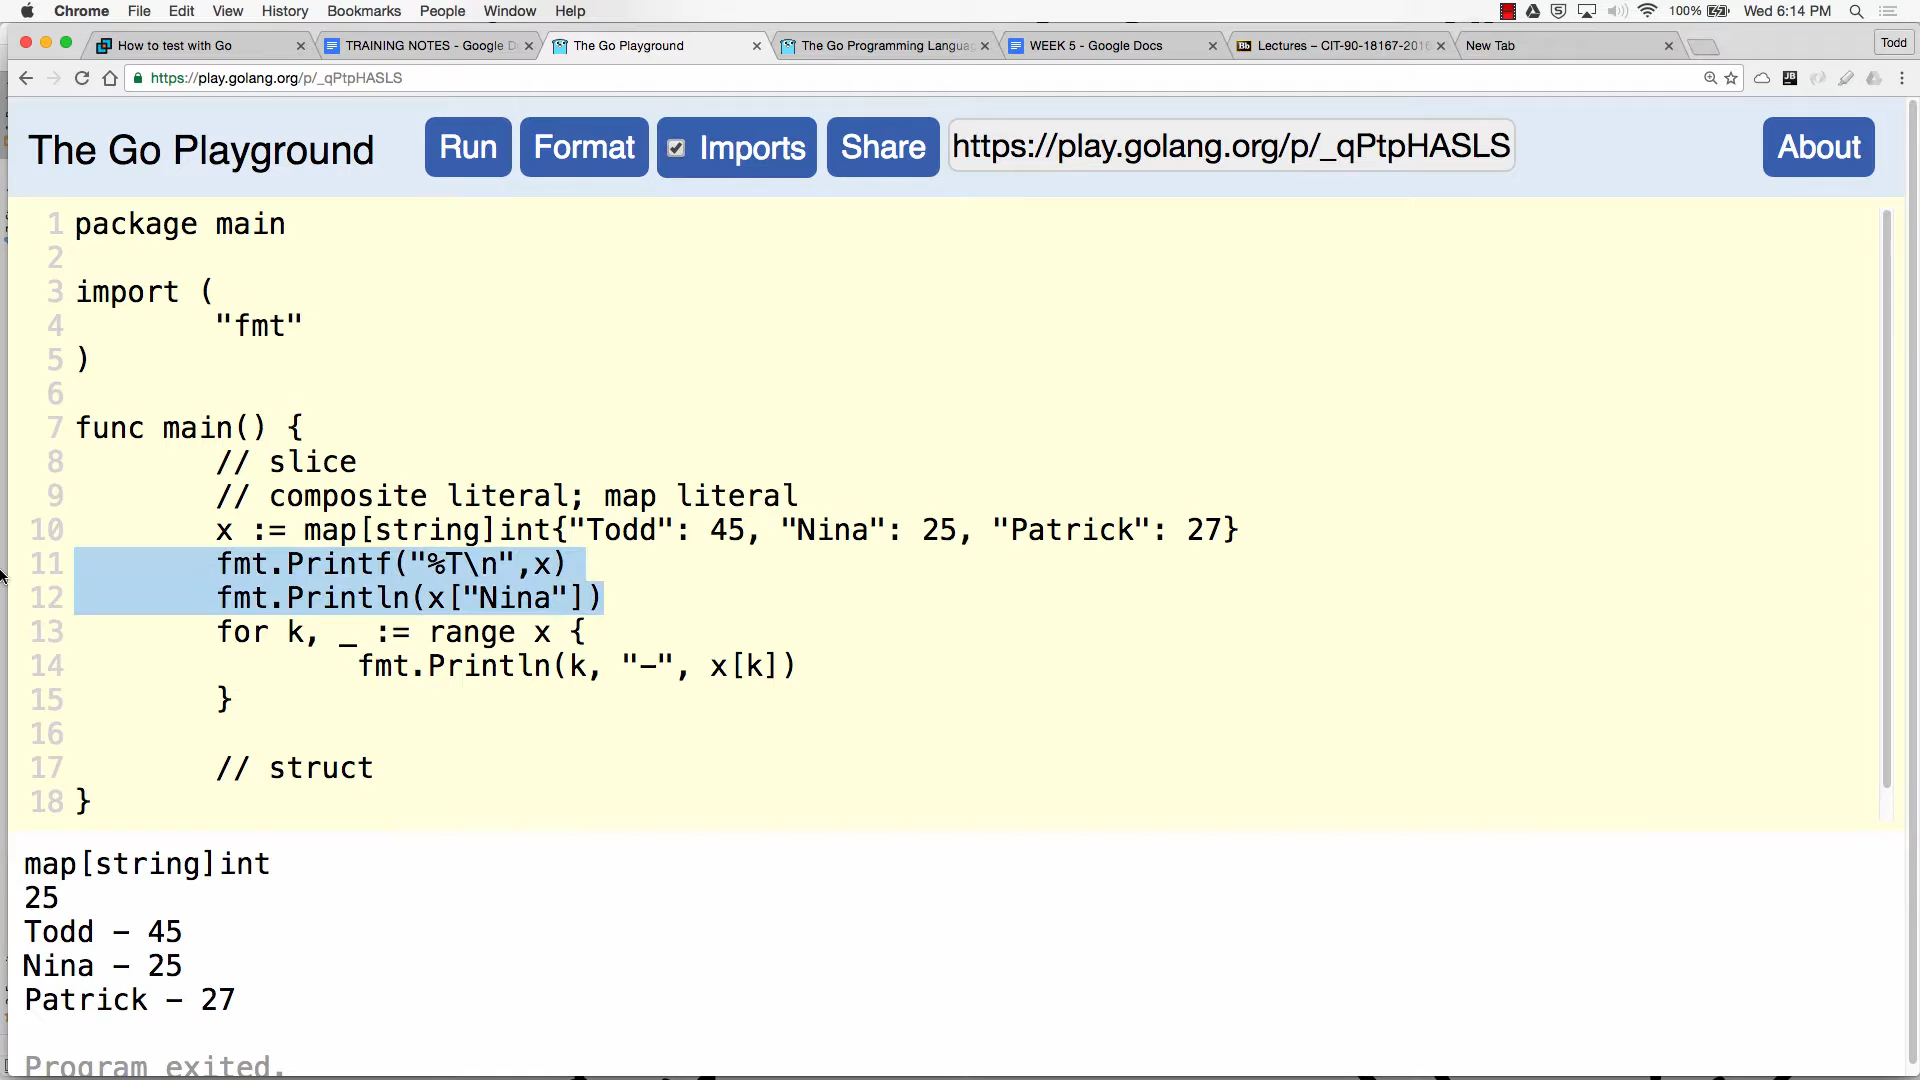 Chrome File Edit View History Bookmarks People Window Help 100% Wed 6:14 PM
How to test with Go TRAINING NOTES - Google D The Go Playground The Go Programming Langua WEEK 5 - Google Docs Lectures – CIT-90-18167-201 New Tab Todd
https://play.golang.org/p/_qPtpHASLS
The Go Playground Run Format Imports Share https://play.golang.org/p/_qPtpHASLS About
1 package main
2
3 import (
4 "fmt"
5 )
6
7 func main() {
8 // slice
9 // composite literal; map literal
10 x := map[string]int{"Todd": 45, "Nina": 25, "Patrick": 27}
11 fmt.Printf("%T\n",x)
12 fmt.Println(x["Nina"])
13 for k, _ := range x {
14 fmt.Println(k, "-", x[k])
15 }
16
17 // struct
18 }
map[string]int
25
Todd - 45
Nina - 25
Patrick - 27
Program exited.